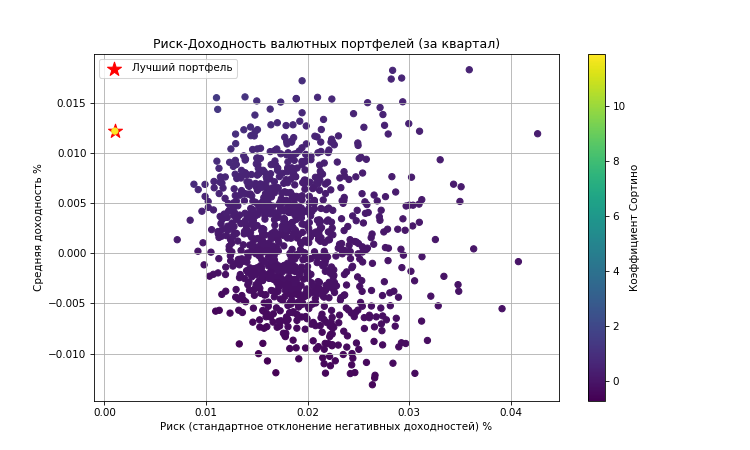 Риск-Доходность валютных портфелей (за квартал)
Лучший портфель
Средняя доходность %
0.015
0.010
0.005
0.000
−0.005
−0.010
0.00 0.01 0.02 0.03 0.04
Риск (стандартное отклонение негативных доходностей) %
10
8
6
4
2
0
Коэффициент Сортино